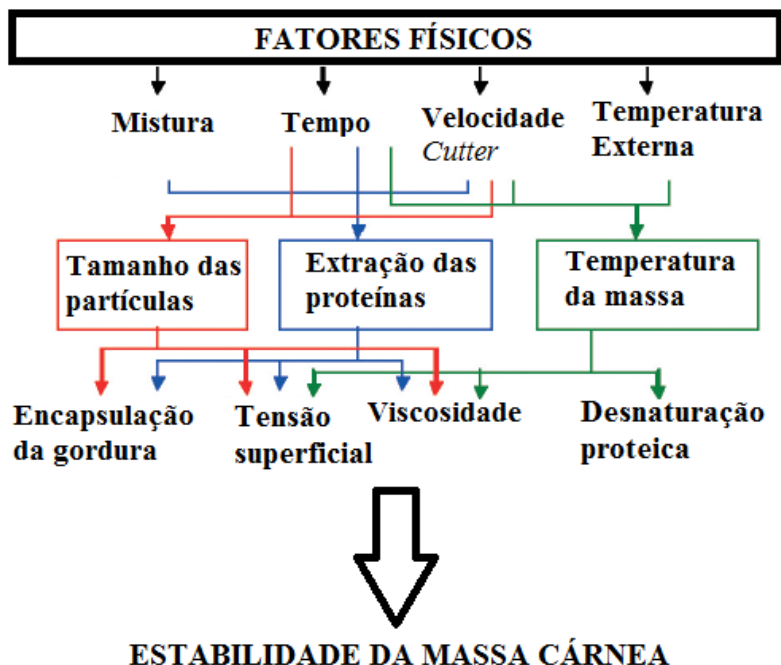 FATORES FÍSICOS
Mistura
Tempo
Velocidade
Cutter
Temperatura
Externa
Tamanho das
partículas
Extração das
proteínas
Temperatura
da massa
Encapsulação
da gordura
Tensão
superficial
Viscosidade
Desnaturação
proteica
ESTABILIDADE DA MASSA CÁRNEA